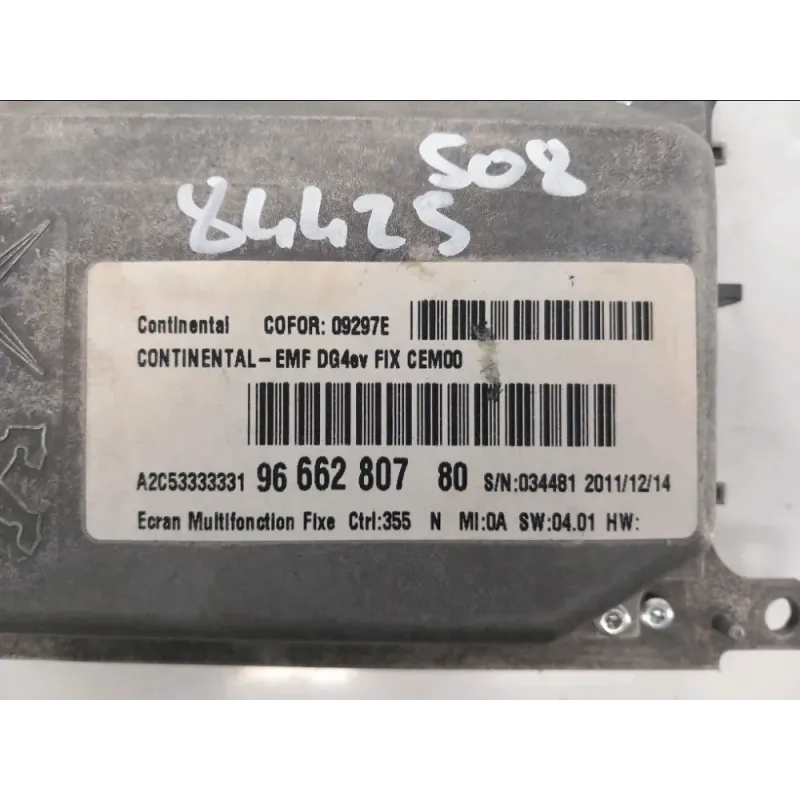 508
84425
Continental COFOR: 09297E
CONTINENTAL-EMF DG4ev FIX CEM00
A2C53333331 96 662 807 80 S/N:034481 2011/12/14
Ecran Multifonction Fixe Ctrl:355 N MI:0A SW:04.01 HW: